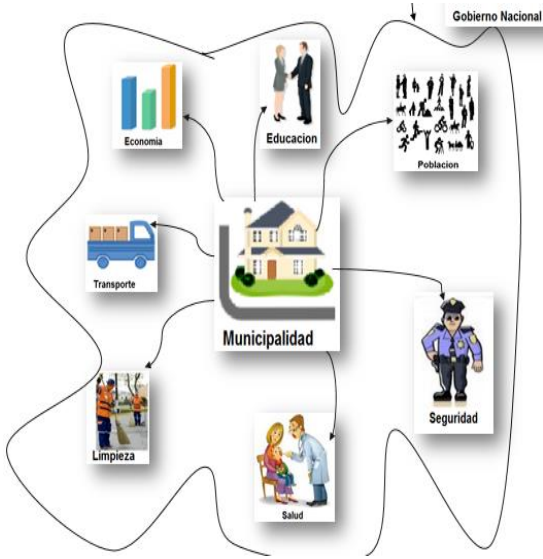 Gobierno Nacional
Economia
Educacion
Poblacion
Transporte
Municipalidad
Seguridad
Limpieza
Salud